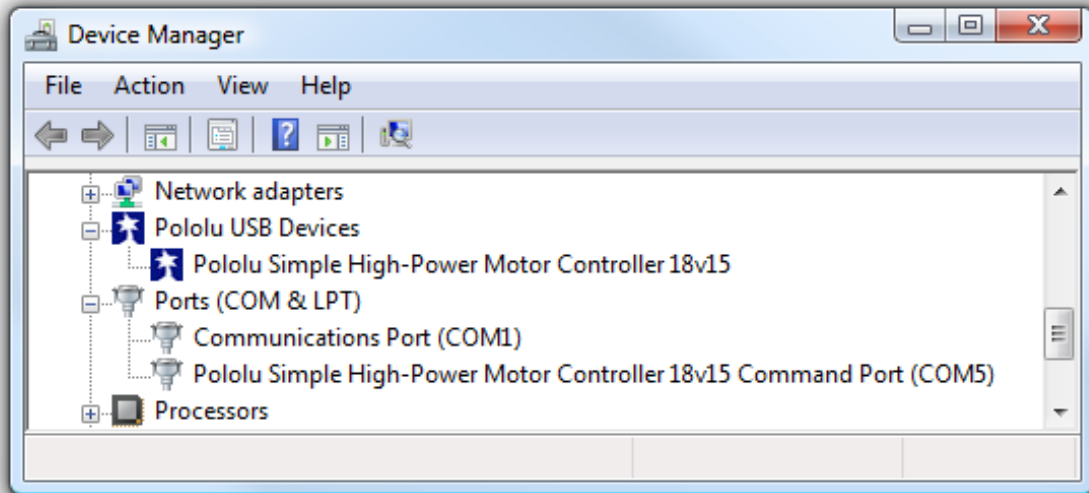 Device Manager
File Action View Help
Network adapters
Pololu USB Devices
Pololu Simple High-Power Motor Controller 18v15
Ports (COM & LPT)
Communications Port (COM1)
Pololu Simple High-Power Motor Controller 18v15 Command Port (COM5)
Processors